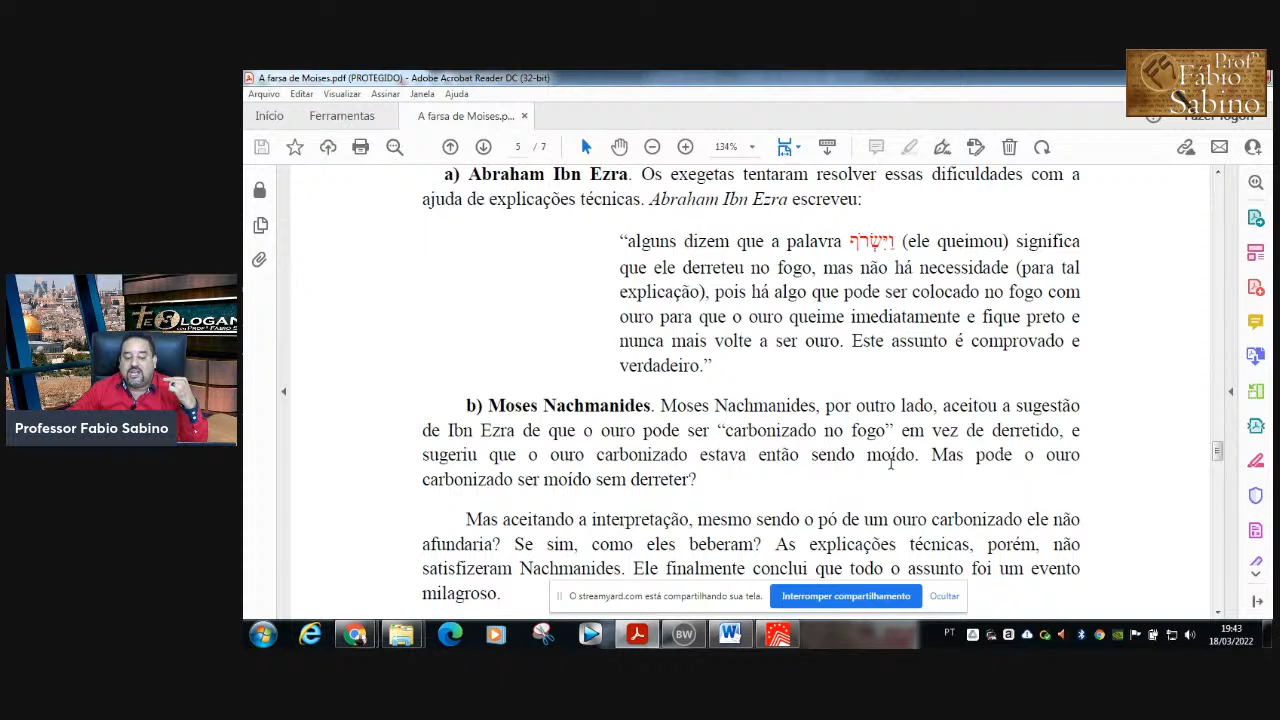 Prof.
Fábio
Sabino
A farsa de Moises.pdf (PROTEGIDO) - Adobe Acrobat Reader DC (32-bit)
Arquivo Editar Visualizar Assinar Janela Ajuda
Início Ferramentas A farsa de Moises.p... ×
5 / 7 134%
a) Abraham Ibn Ezra. Os exegetas tentaram resolver essas dificuldades com a
ajuda de explicações técnicas. Abraham Ibn Ezra escreveu:
“alguns dizem que a palavra וַיִּשְׂרֹף (ele queimou) significa
que ele derreteu no fogo, mas não há necessidade (para tal
explicação), pois há algo que pode ser colocado no fogo com
ouro para que o ouro queime imediatamente e fique preto e
nunca mais volte a ser ouro. Este assunto é comprovado e
verdadeiro.”
b) Moses Nachmanides. Moses Nachmanides, por outro lado, aceitou a sugestão
de Ibn Ezra de que o ouro pode ser “carbonizado no fogo” em vez de derretido, e
sugeriu que o ouro carbonizado estava então sendo moído. Mas pode o ouro
carbonizado ser moído sem derreter?
Mas aceitando a interpretação, mesmo sendo o pó de um ouro carbonizado ele não
afundaria? Se sim, como eles beberam? As explicações técnicas, porém, não
satisfizeram Nachmanides. Ele finalmente conclui que todo o assunto foi um evento
milagroso.
O streamyard.com está compartilhando sua tela. Interromper compartilhamento Ocultar
Professor Fabio Sabino
BW
PT
19:43
18/03/2022